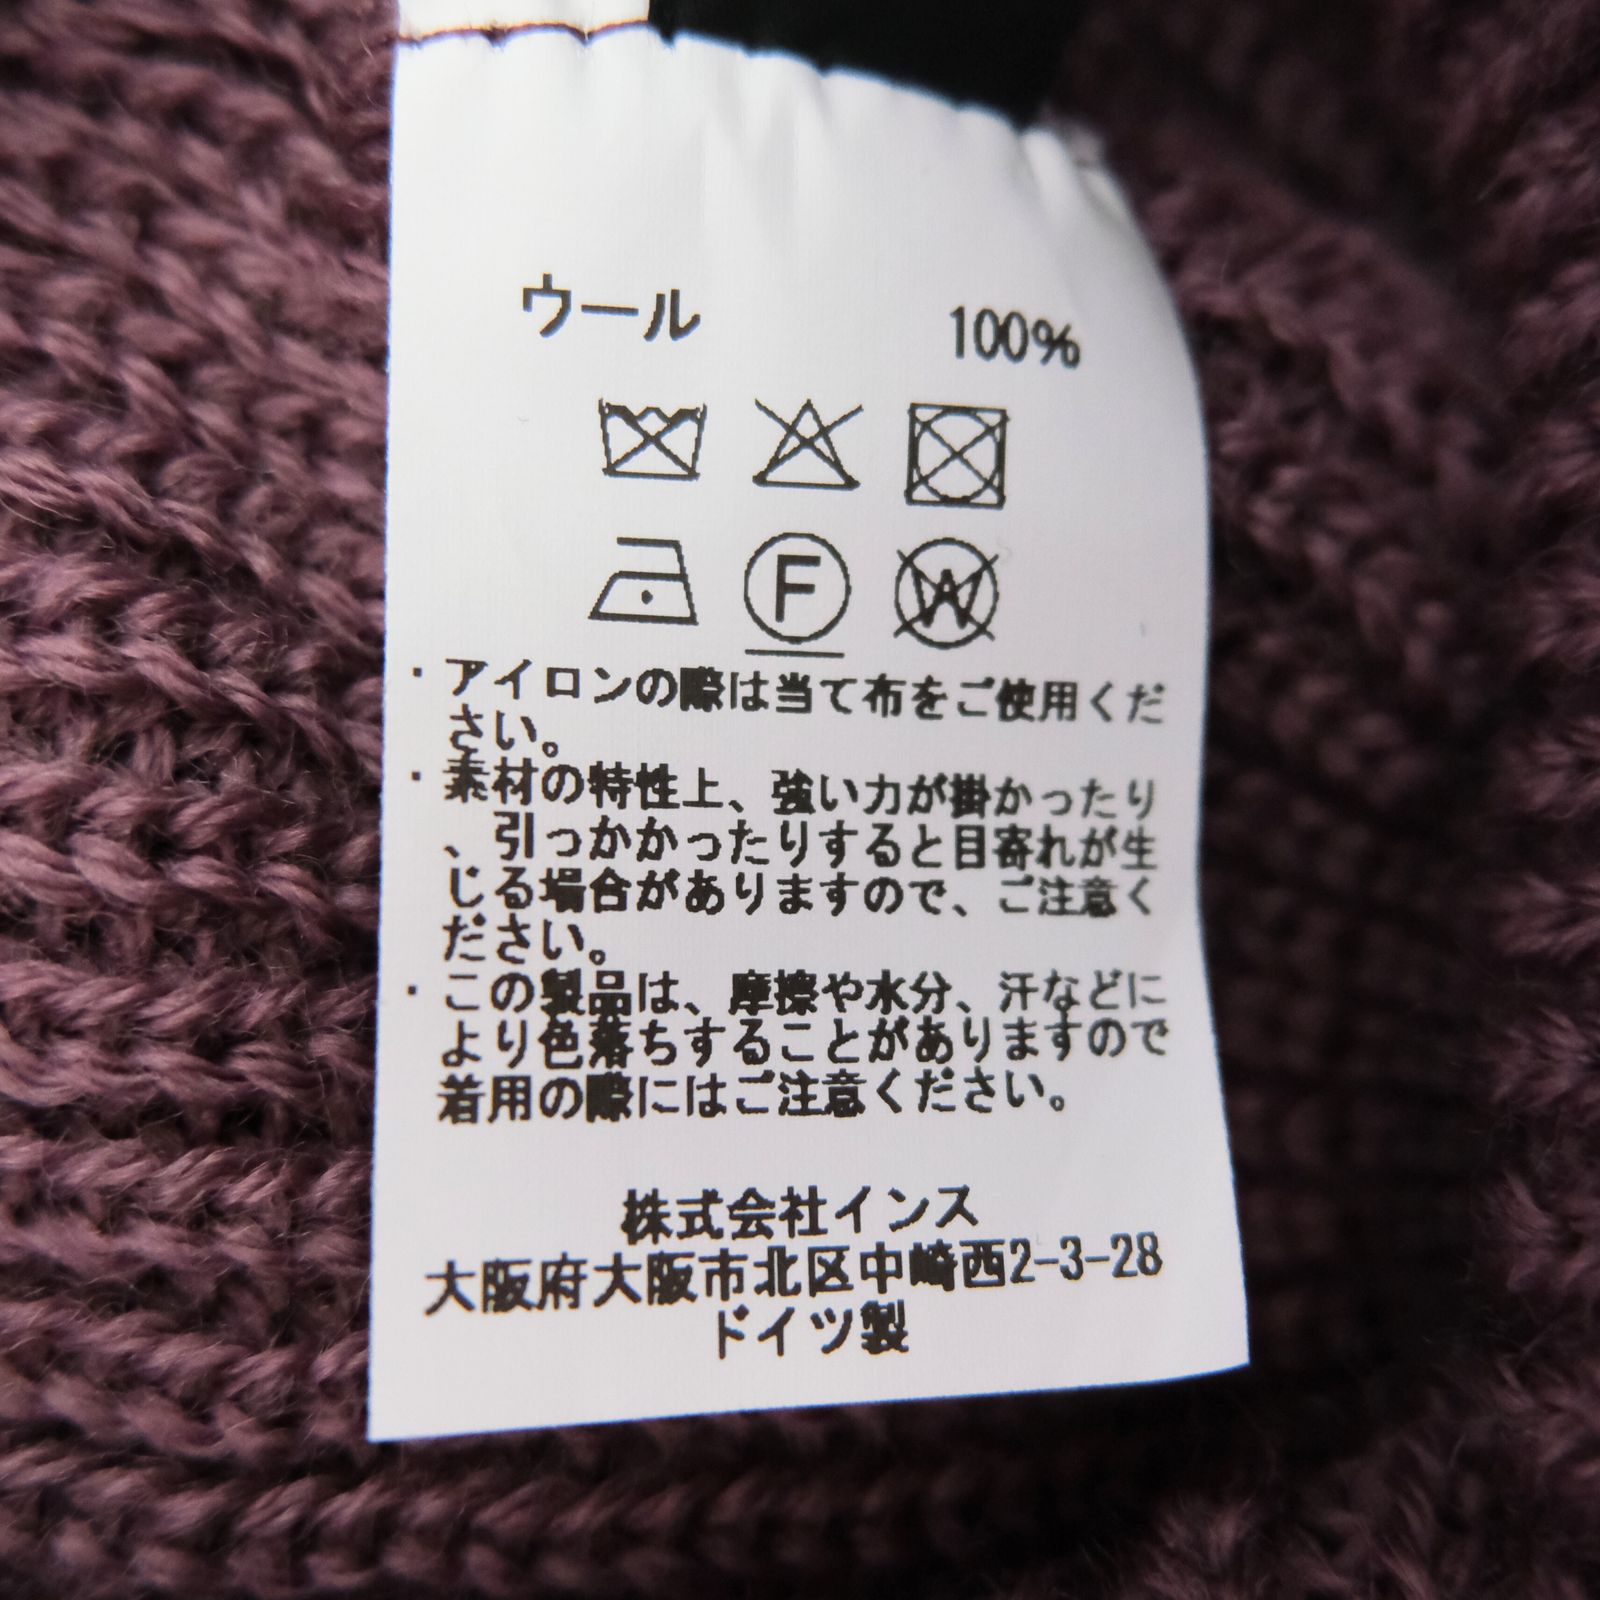 ウール 100%
F W
・アイロンの際は当て布をご使用くだ
さい。
・素材の特性上、強い力が掛かったり
、引っかかったりすると目寄れが生
じる場合がありますので、ご注意く
ださい。
・この製品は、摩擦や水分、汗などに
より色落ちすることがありますので
着用の際にはご注意ください。
株式会社インス
大阪府大阪市北区中崎西2-3-28
ドイツ製